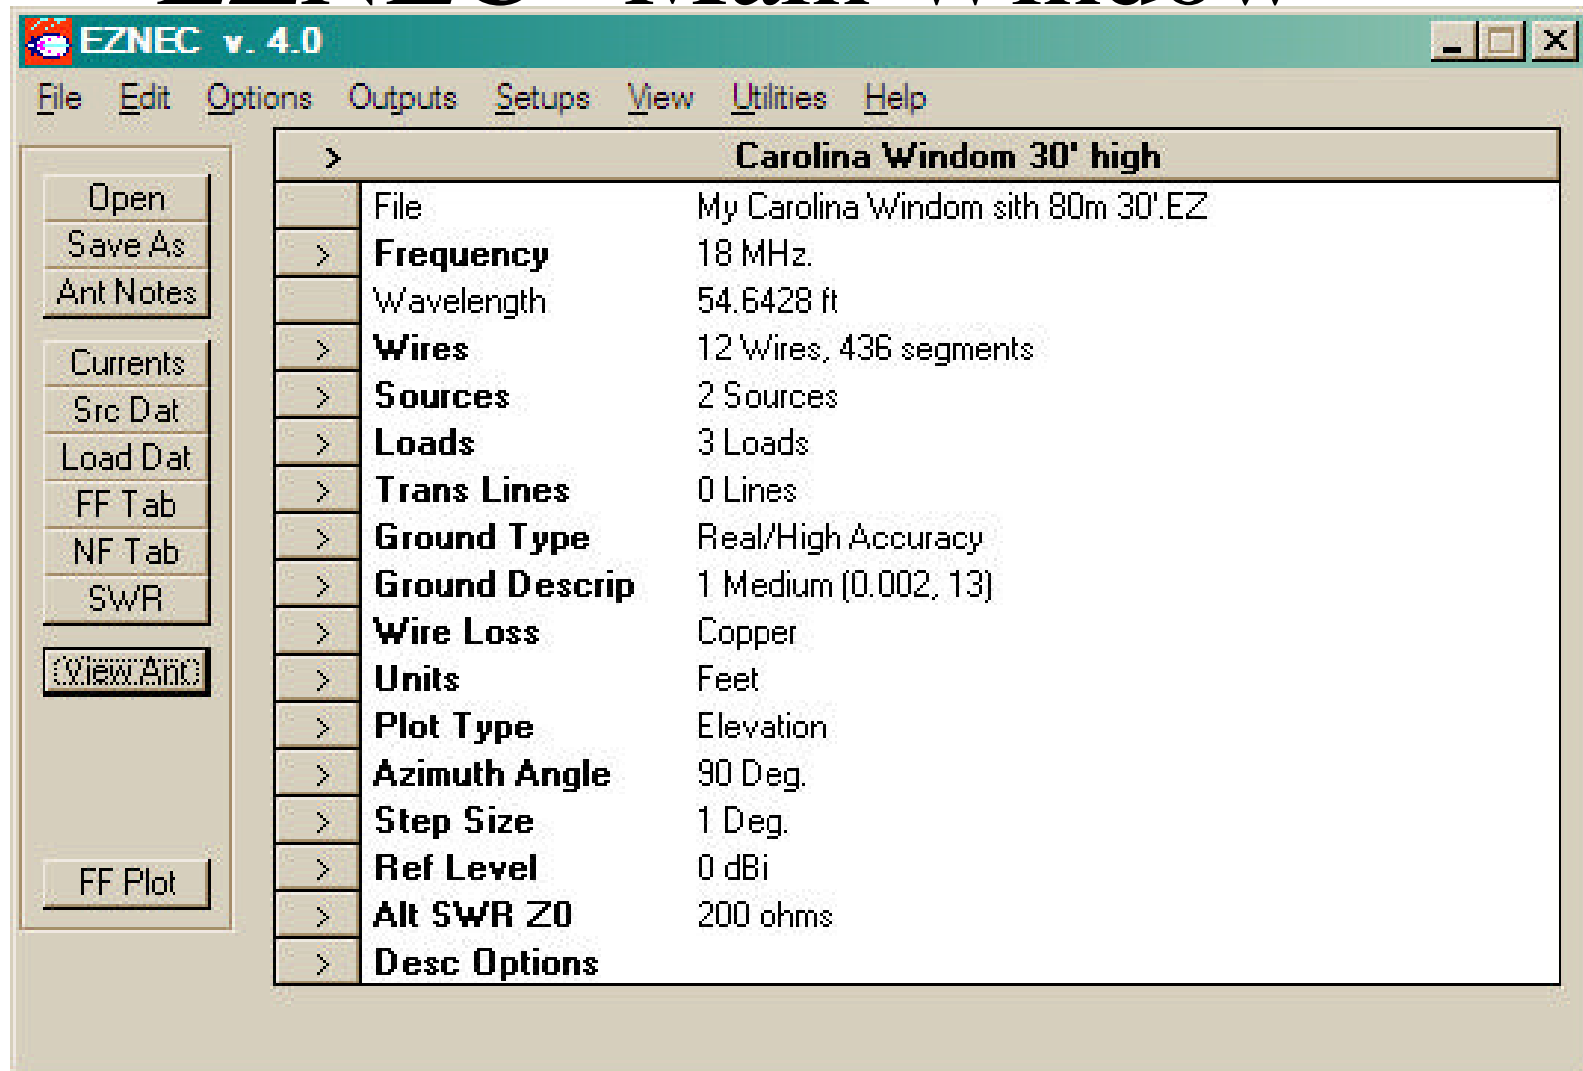 EZNEC Main Window
EZNEC v. 4.0
File Edit Options Outputs Setups View Utilities Help
> Carolina Windom 30' high
Open
Save As
Ant Notes
Currents
Src Dat
Load Dat
FF Tab
NF Tab
SWR
View Ant
FF Plot
File My Carolina Windom sith 80m 30'.EZ
> Frequency 18 MHz.
Wavelength 54.6428 ft
> Wires 12 Wires, 436 segments
> Sources 2 Sources
> Loads 3 Loads
> Trans Lines 0 Lines
> Ground Type Real/High Accuracy
> Ground Descrip 1 Medium (0.002, 13)
> Wire Loss Copper
> Units Feet
> Plot Type Elevation
> Azimuth Angle 90 Deg.
> Step Size 1 Deg.
> Ref Level 0 dBi
> Alt SWR Z0 200 ohms
> Desc Options